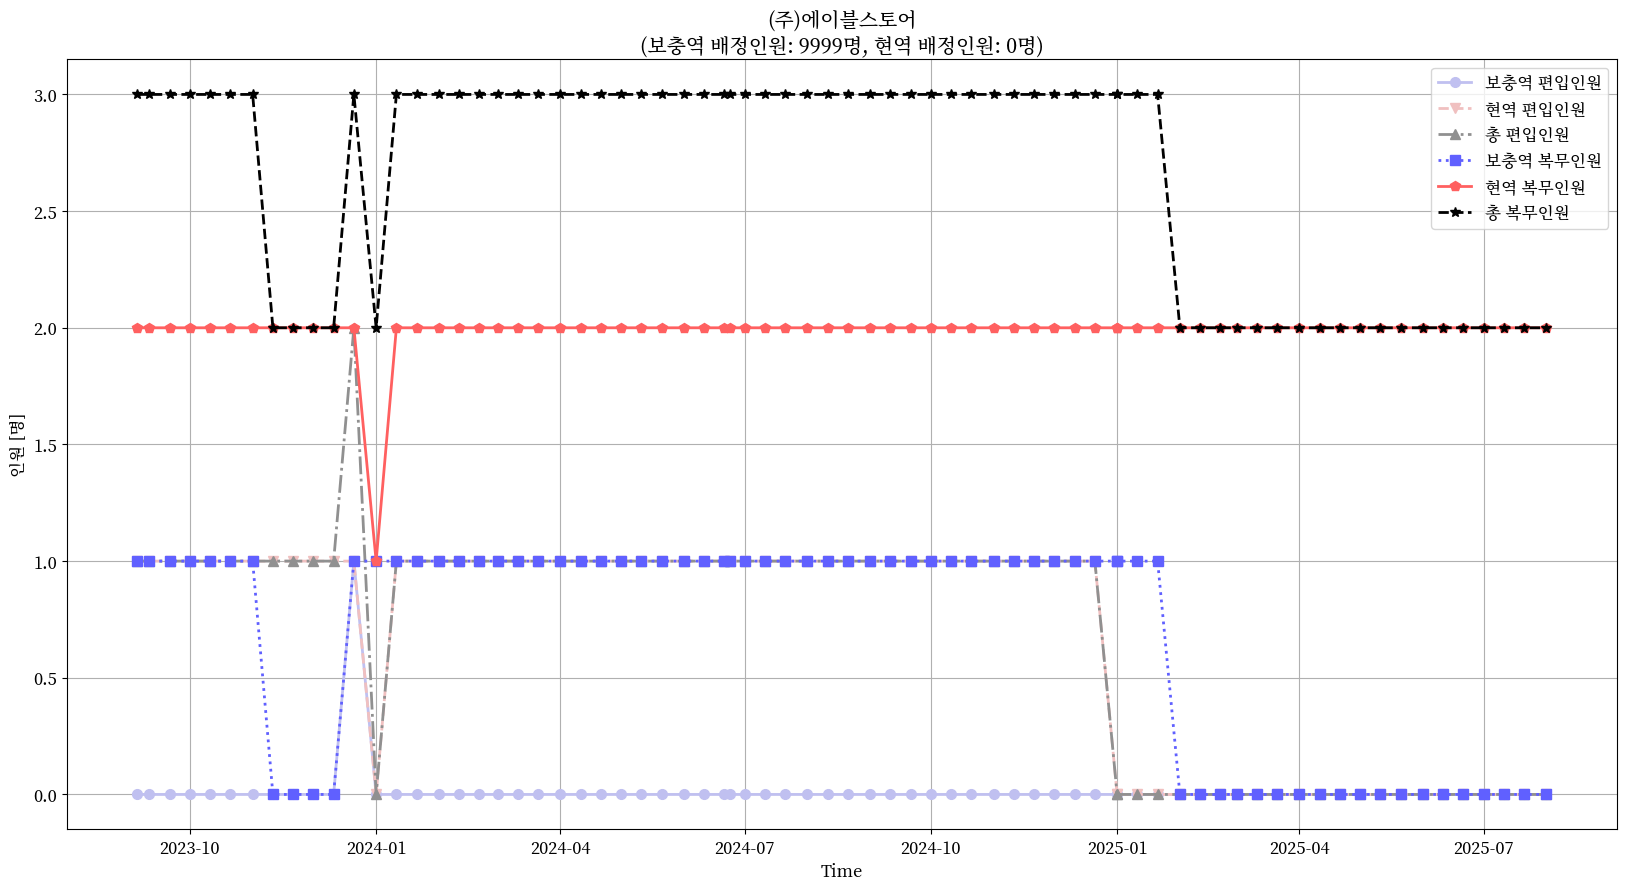 (주)에이블스토어
(보충역 배정인원: 9999명, 현역 배정인원: 0명)
보충역 편입인원
현역 편입인원
총 편입인원
보충역 복무인원
현역 복무인원
총 복무인원
인원 [명]
3.0
2.5
2.0
1.5
1.0
0.5
0.0
2023-10
2024-01
2024-04
2024-07
2024-10
2025-01
2025-04
2025-07
Time